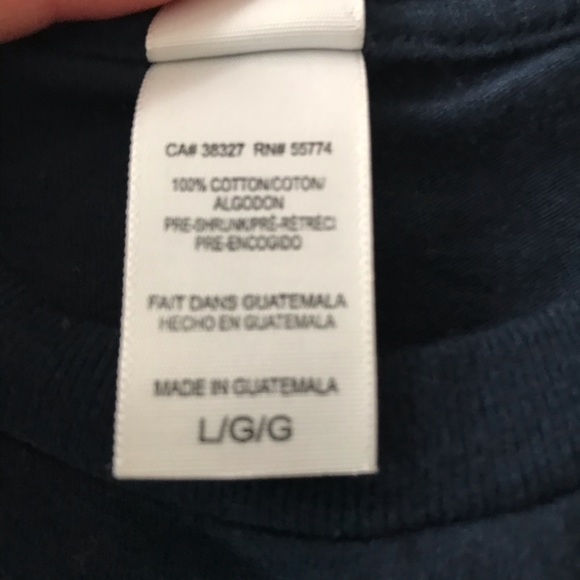 CA# 38327 RN# 55774
100% COTTON/COTON/
ALGODON
PRE-SHRUNK/PRÉ-RÉTRÉCI
PRE-ENCOGIDO
FAIT DANS GUATEMALA
HECHO EN GUATEMALA
MADE IN GUATEMALA
L/G/G